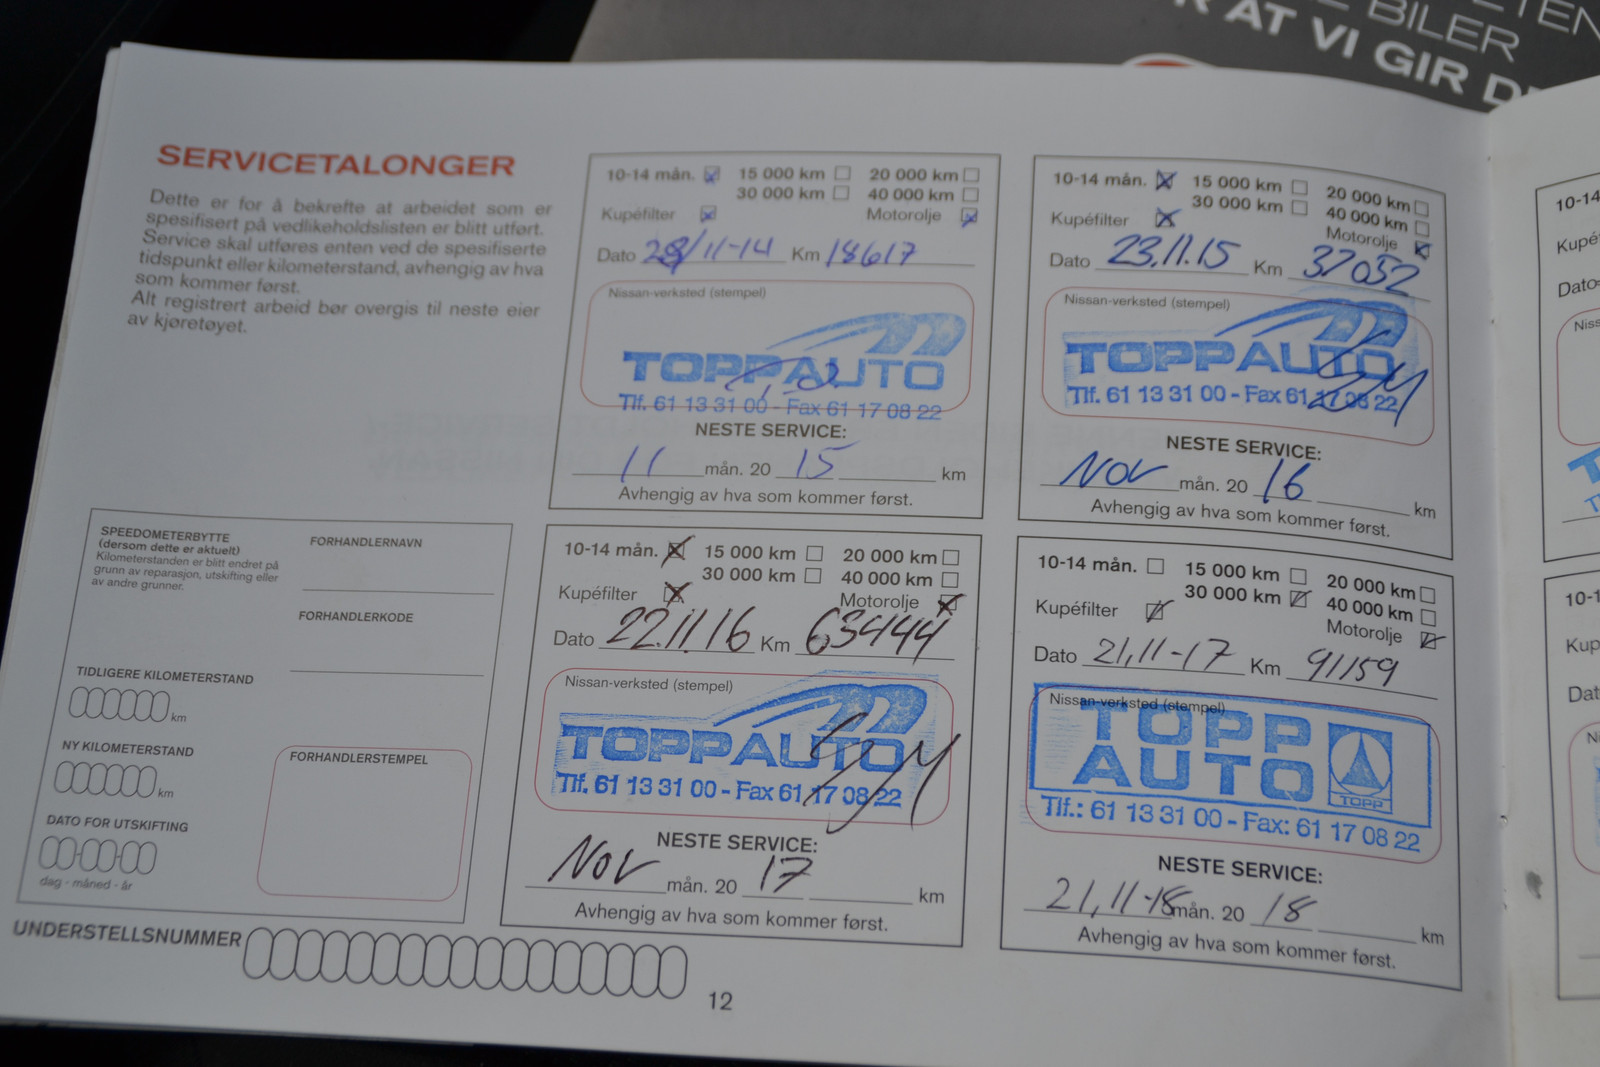 ETEN
E BILER
R AT VI GIR D
SERVICETALONGER
Dette er for å bekrefte at arbeidet som er
spesifisert på vedlikeholdslisten er blitt utført.
Service skal utføres enten ved de spesifiserte
tidspunkt eller kilometerstand, avhengig av hva
som kommer først.
Alt registrert arbeid bør overgis til neste eier
av kjøretøyet.
10-14 mån. 15 000 km 20 000 km
30 000 km 40 000 km
Kupéfilter Motorolje
Dato 28/11-14 Km 18617
Nissan-verksted (stempel)
TOPPAUTO
Tlf. 61 13 31 00 - Fax 61 17 08 22
NESTE SERVICE:
11 mån. 20 15 km
Avhengig av hva som kommer først.
10-14 mån. 15 000 km 20 000 km
30 000 km 40 000 km
Kupéfilter Motorolje
Dato 23.11.15 Km 37052
Nissan-verksted (stempel)
TOPPAUTO
Tlf. 61 13 31 00 - Fax 61 17 08 22
NESTE SERVICE:
Nov mån. 20 16 km
Avhengig av hva som kommer først.
SPEEDOMETERBYTTE
(dersom dette er aktuelt)
Kilometerstanden er blitt endret på
grunn av reparasjon, utskifting eller
av andre grunner.
FORHANDLERNAVN
FORHANDLERKODE
TIDLIGERE KILOMETERSTAND
km
NY KILOMETERSTAND
km
DATO FOR UTSKIFTING
dag - måned - år
FORHANDLERSTEMPEL
10-14 mån. 15 000 km 20 000 km
30 000 km 40 000 km
Kupéfilter Motorolje
Dato 22.11.16 Km 63444
Nissan-verksted (stempel)
TOPPAUTO
Tlf. 61 13 31 00 - Fax 61 17 08 22
NESTE SERVICE:
Nov mån. 20 17 km
Avhengig av hva som kommer først.
10-14 mån. 15 000 km 20 000 km
30 000 km 40 000 km
Kupéfilter Motorolje
Dato 21,11-17 Km 91159
Nissan-verksted (stempel)
TOPP
AUTO
TOPP
Tlf.: 61 13 31 00 - Fax: 61 17 08 22
NESTE SERVICE:
21,11-18 mån. 20 18 km
Avhengig av hva som kommer først.
UNDERSTELLSNUMMER
12
10-14
Kupé
Dato
Niss
10-1
Kup
Dat